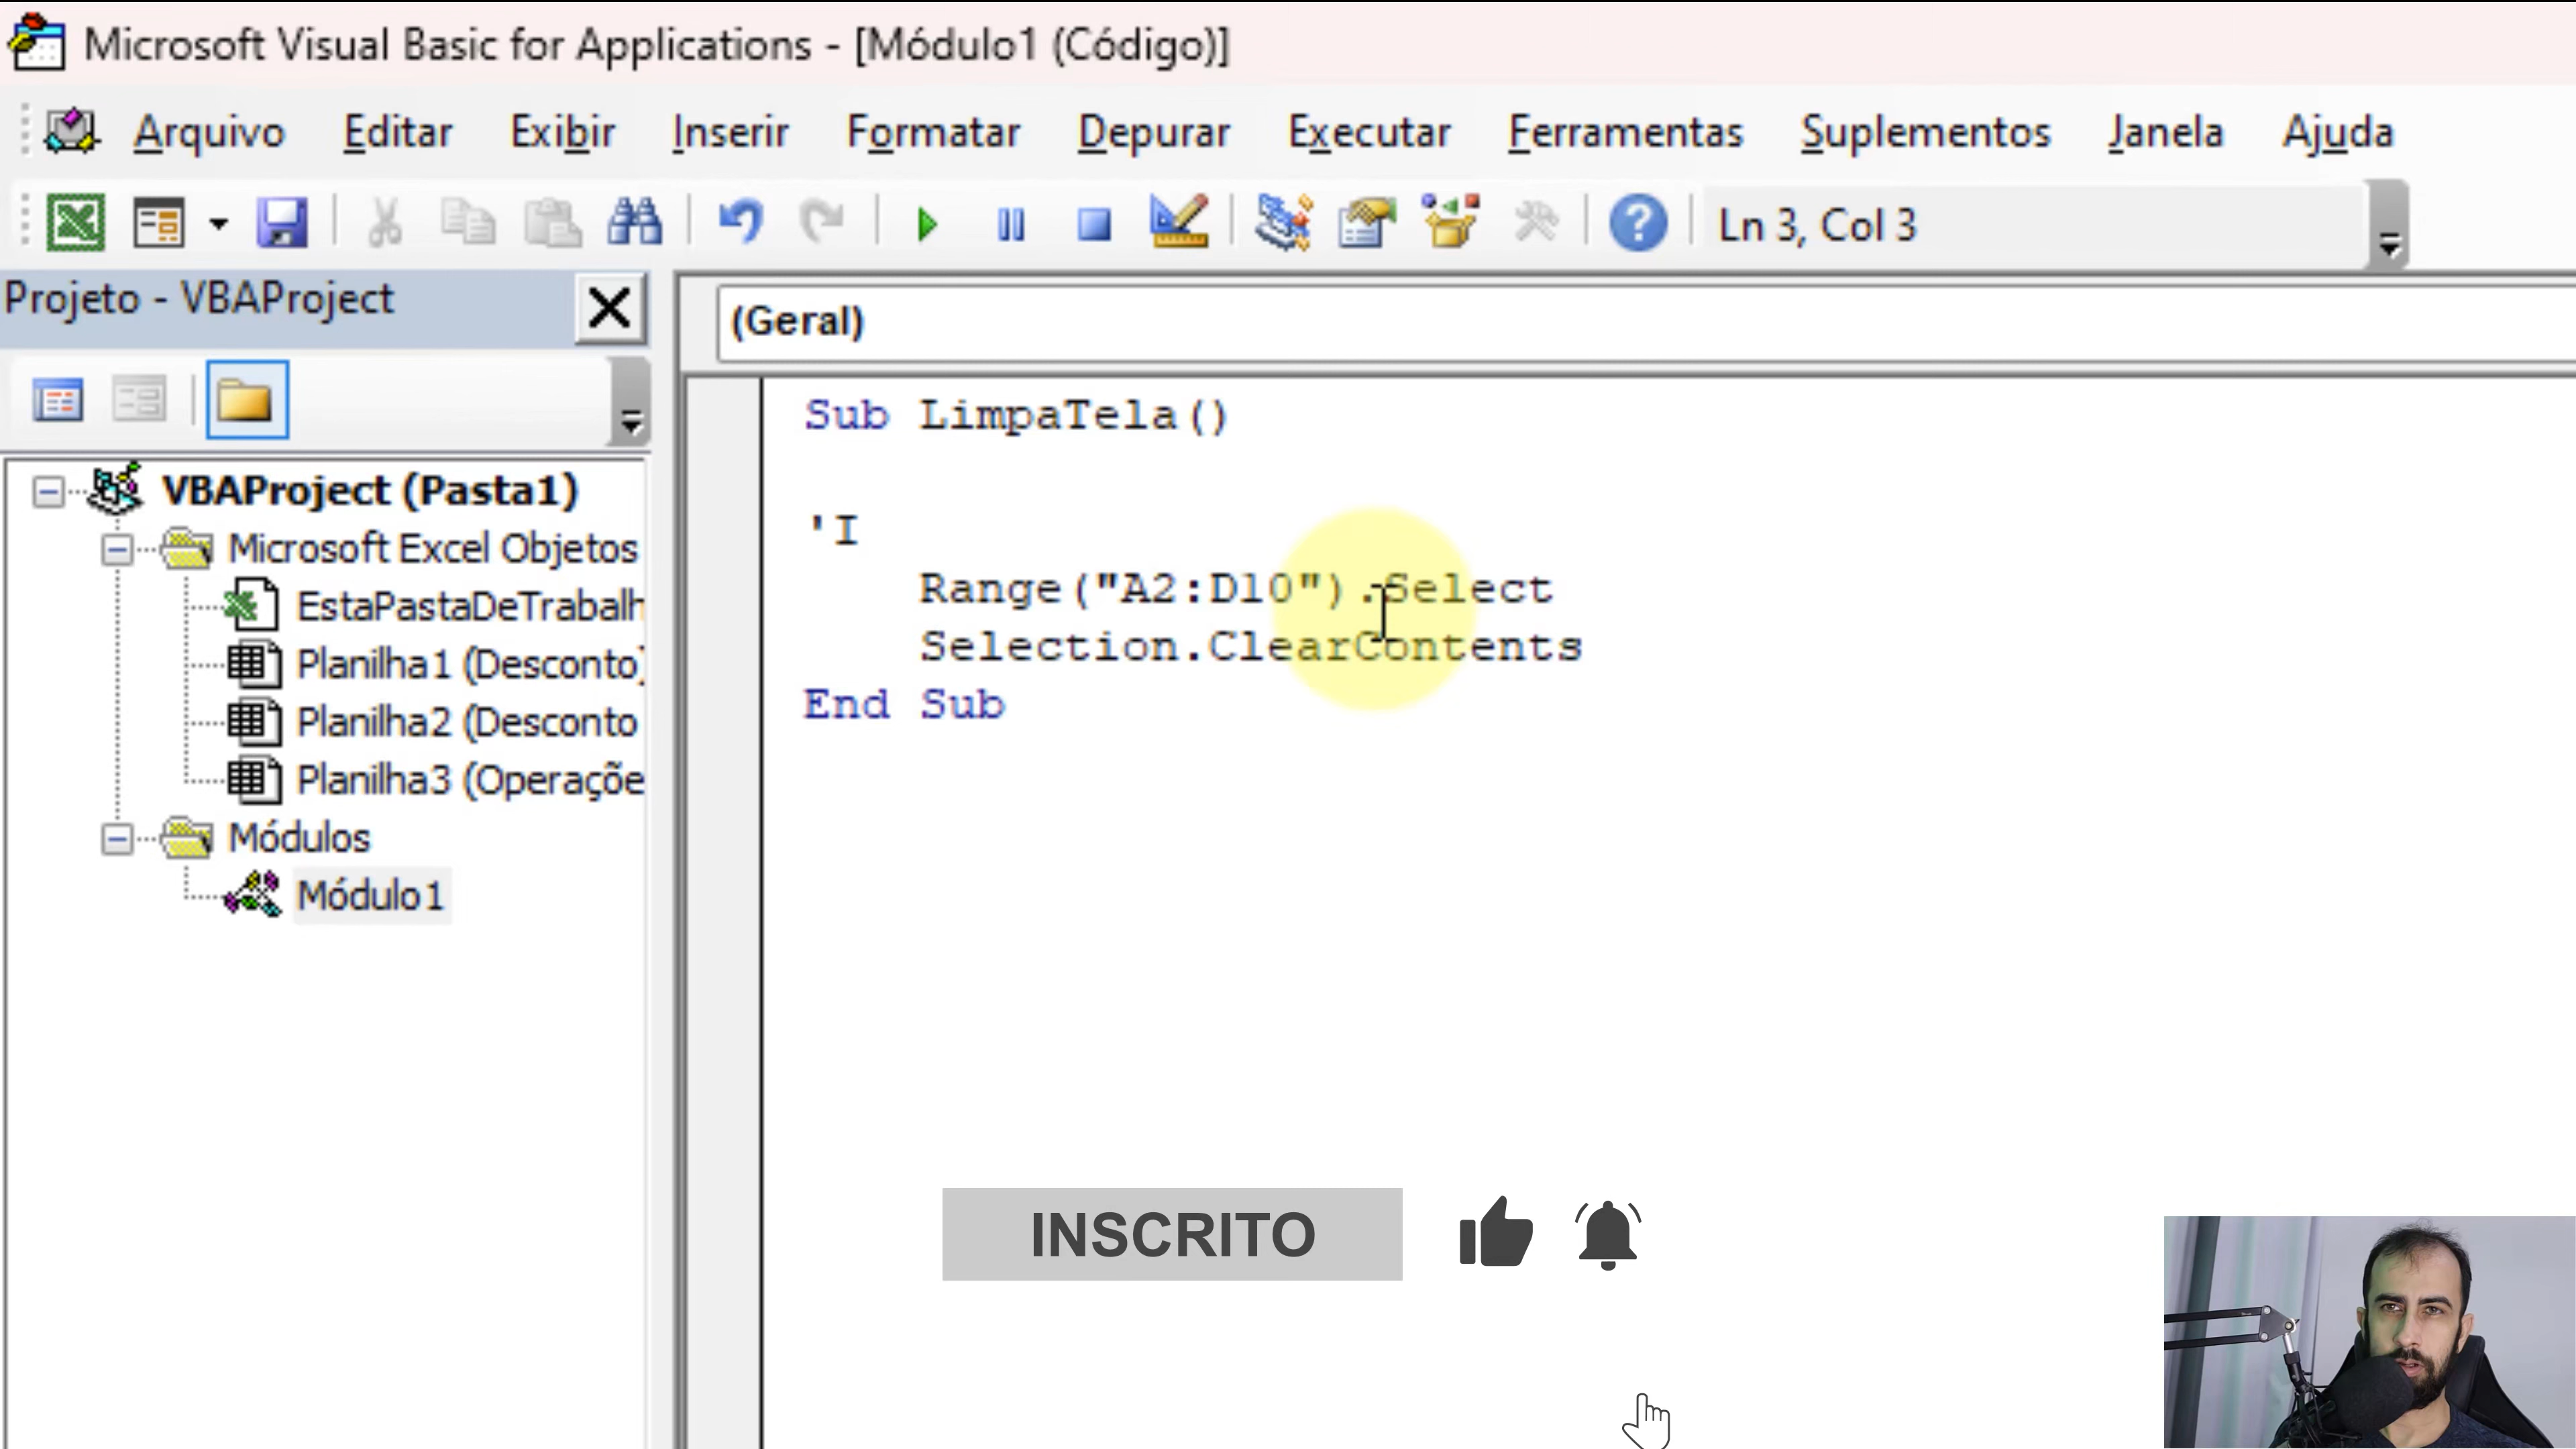 Microsoft Visual Basic for Applications - [Módulo1 (Código)]
Arquivo Editar Exibir Inserir Formatar Depurar Executar Ferramentas Suplementos Janela Ajuda
Ln 3, Col 3
Projeto - VBAProject
(Geral)
VBAProject (Pasta1)
Microsoft Excel Objetos
EstaPastaDeTrabalh
Planilha1 (Desconto)
Planilha2 (Desconto
Planilha3 (Operaçõe
Módulos
Módulo1
Sub LimpaTela()
'I
Range("A2:D10").Select
Selection.ClearContents
End Sub
INSCRITO